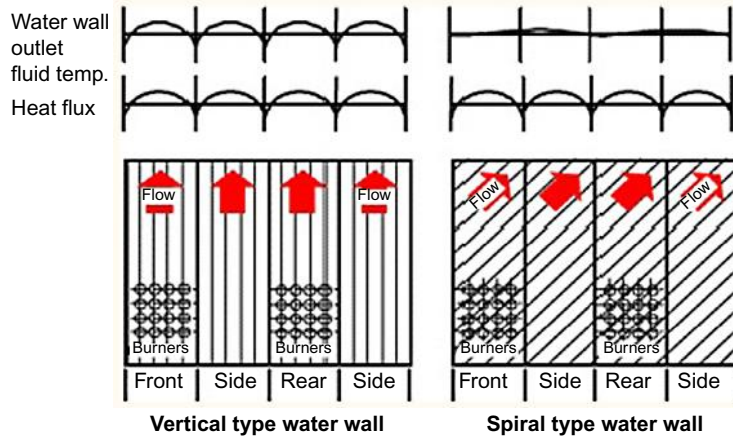 Water wall
outlet
fluid temp.
Heat flux
Flow
Flow
Flow
Flow
Burners
Burners
Burners
Burners
Front
Side
Rear
Side
Front
Side
Rear
Side
Vertical type water wall
Spiral type water wall